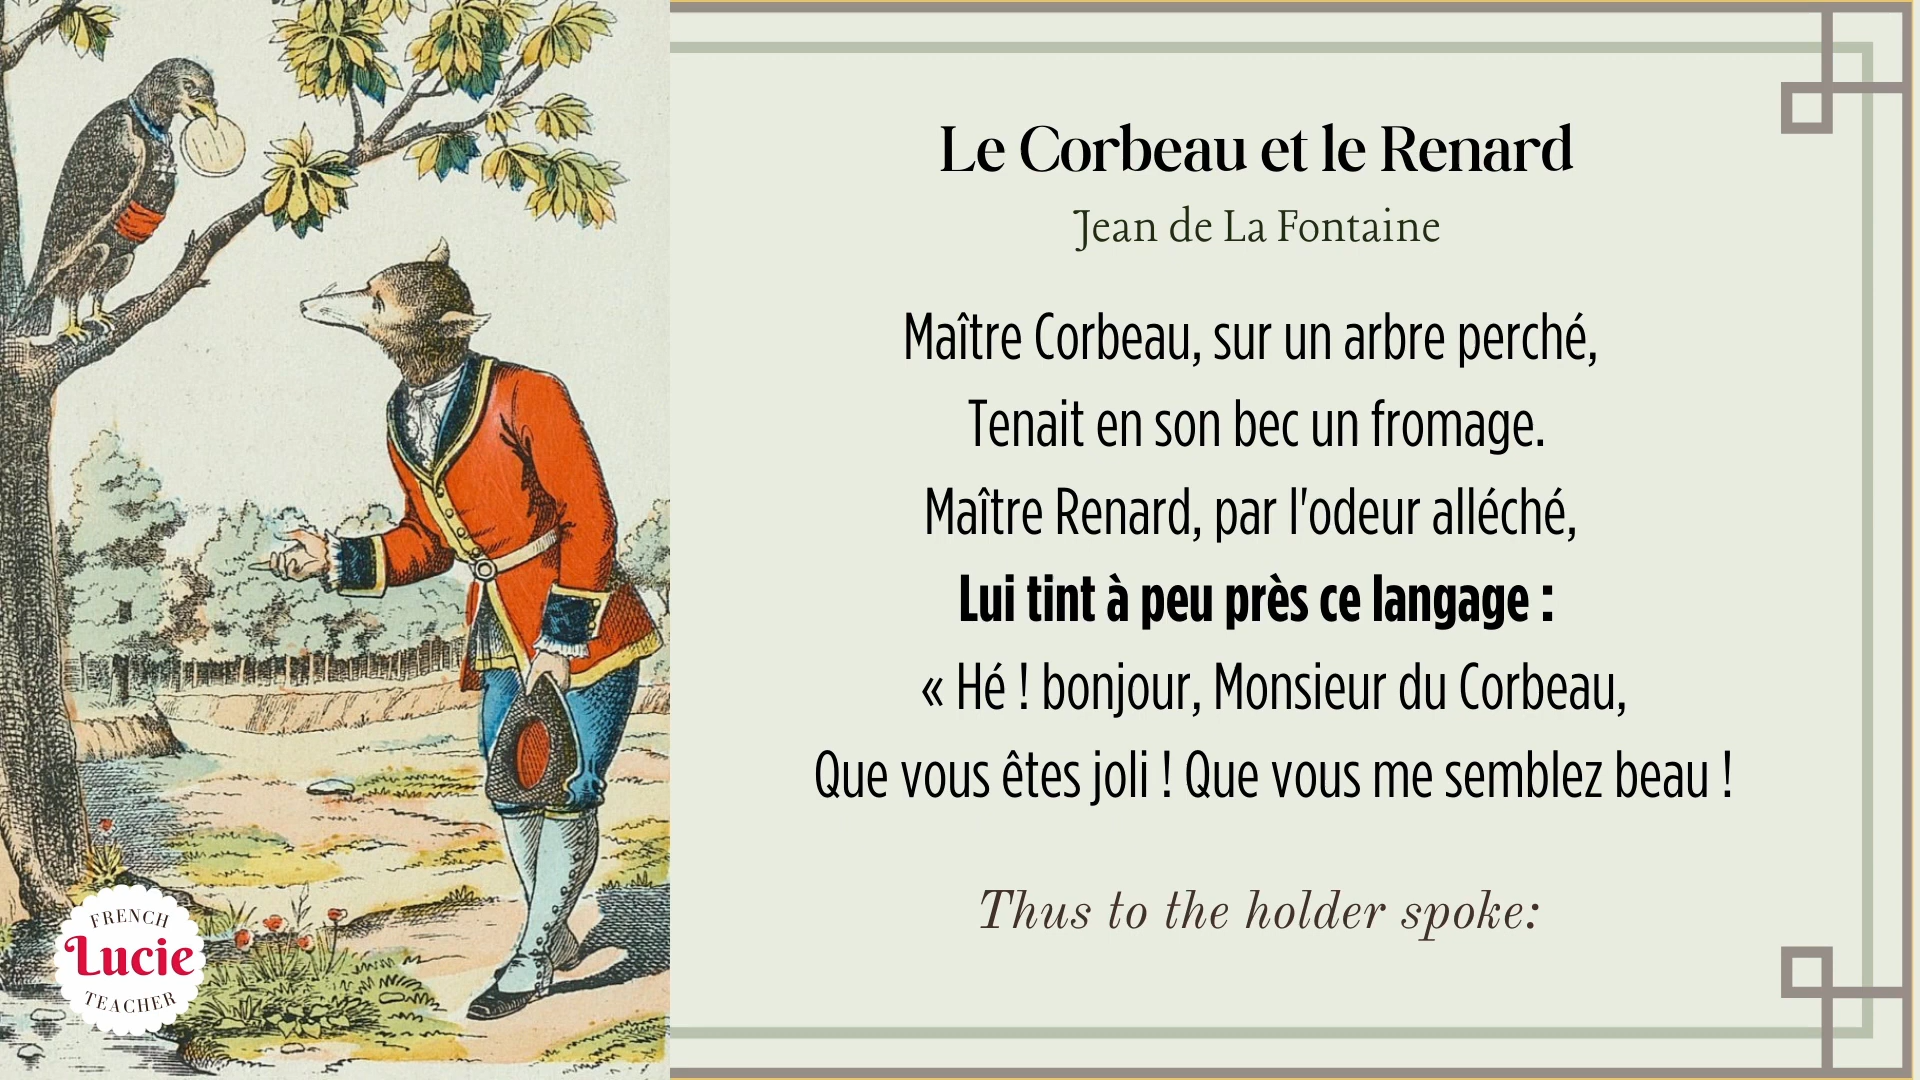 Le Corbeau et le Renard
Jean de La Fontaine
Maître Corbeau, sur un arbre perché,
Tenait en son bec un fromage.
Maître Renard, par l'odeur alléché,
Lui tint à peu près ce langage :
« Hé ! bonjour, Monsieur du Corbeau,
Que vous êtes joli ! Que vous me semblez beau !
Thus to the holder spoke:
FRENCH
Lucie
TEACHER